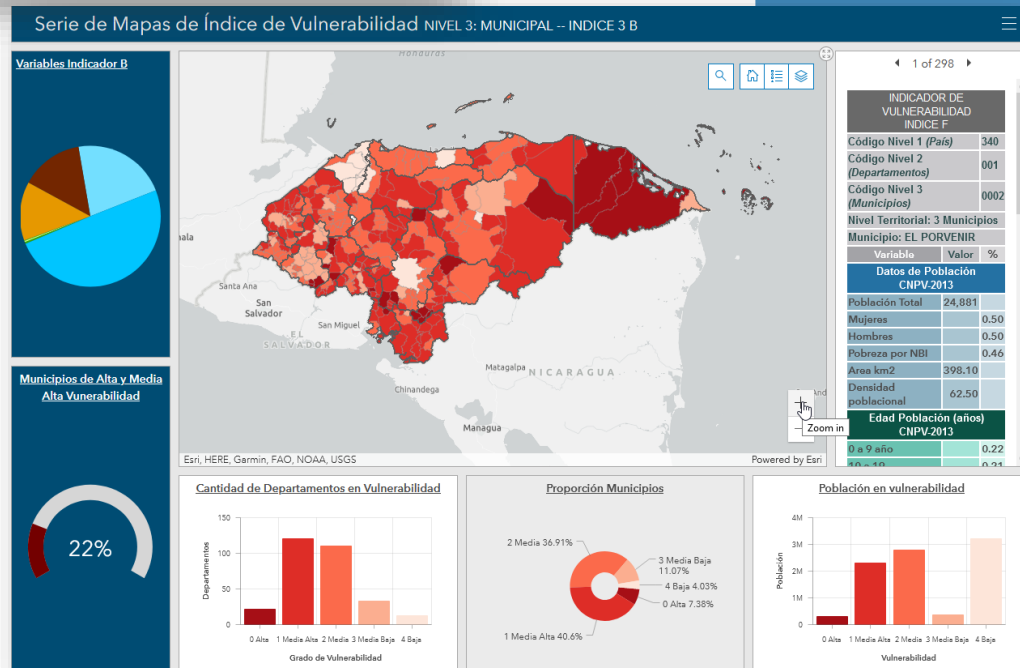 Serie de Mapas de Índice de Vulnerabilidad NIVEL 3: MUNICIPAL -- INDICE 3 B
Variables Indicador B
Municipios de Alta y Media
Alta Vunerabilidad
22%
Honduras
ala
Santa Ana
San
Salvador
San Miguel
EL
SALVADOR
Matagalpa
NICARAGUA
Chinandega
Managua
And
+
Zoom in
Esri, HERE, Garmin, FAO, NOAA, USGS
Powered by Esri
1 of 298
INDICADOR DE
VULNERABILIDAD
INDICE F
Código Nivel 1 (País) 340
Código Nivel 2
(Departamentos) 001
Código Nivel 3
(Municipios) 0002
Nivel Territorial: 3 Municipios
Municipio: EL PORVENIR
Variable Valor %
Datos de Población
CNPV-2013
Población Total 24,881
Mujeres 0.50
Hombres 0.50
Pobreza por NBI 0.46
Area km2 398.10
Densidad
poblacional 62.50
Edad Población (años)
CNPV-2013
0 a 9 año 0.22
10 a 19 0.21
Cantidad de Departamentos en Vulnerabilidad
Departamentos
150
100
50
0
0 Alta 1 Media Alta 2 Media 3 Media Baja 4 Baja
Grado de Vulnerabilidad
Proporción Municipios
2 Media 36.91%
3 Media Baja
11.07%
4 Baja 4.03%
0 Alta 7.38%
1 Media Alta 40.6%
Población en vulnerabilidad
Población
4M
3M
2M
1M
0
0 Alta 1 Media Alta 2 Media 3 Media Baja 4 Baja
Vulnerabilidad